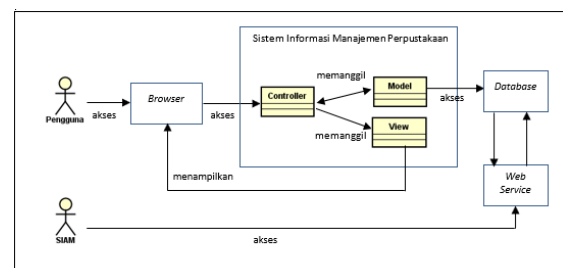 Sistem Informasi Manajemen Perpustakaan
Pengguna
akses
Browser
akses
Controller
memanggil
Model
akses
Database
memanggil
View
menampilkan
Web
Service
SIAM
akses